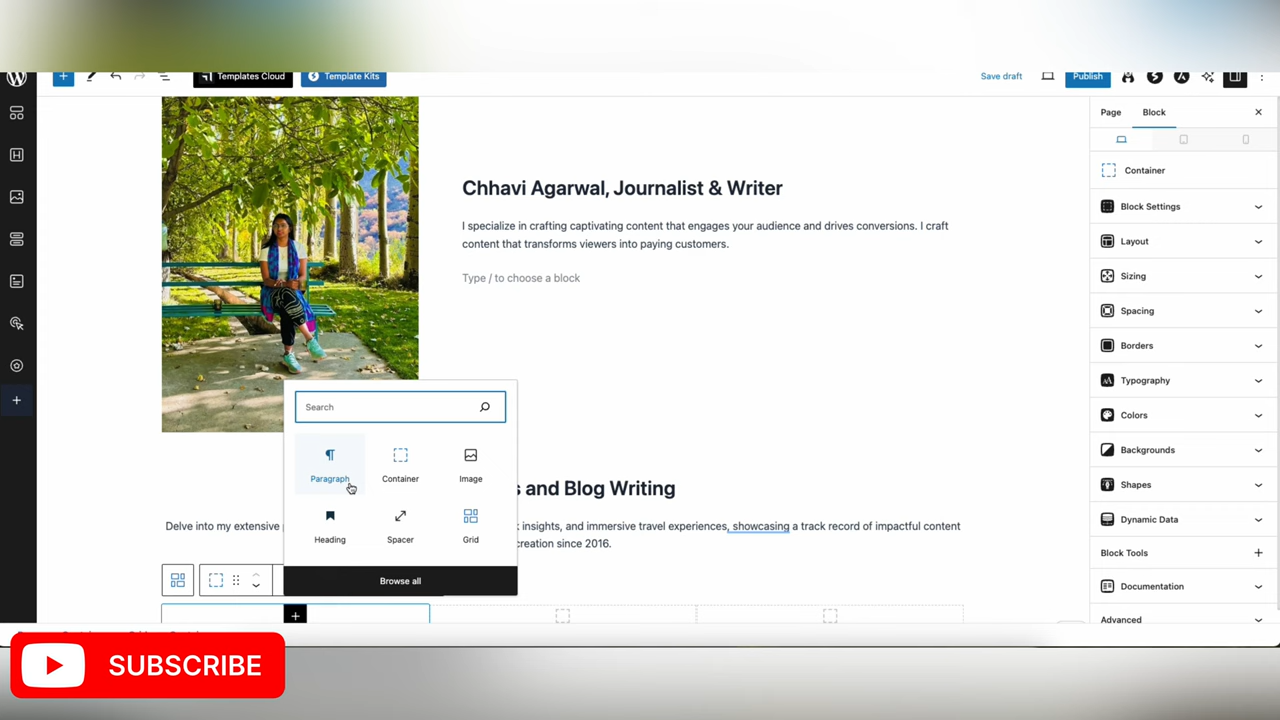 Templates Cloud
Template Kits
Save draft
Publish
Page
Block
Container
Block Settings
Layout
Sizing
Spacing
Borders
Typography
Colors
Backgrounds
Shapes
Dynamic Data
Block Tools
Documentation
Advanced
Chhavi Agarwal, Journalist & Writer
I specialize in crafting captivating content that engages your audience and drives conversions. I craft
content that transforms viewers into paying customers.
Type / to choose a block
Search
Paragraph
Container
Image
Heading
Spacer
Grid
Browse all
s and Blog Writing
Delve into my extensive
insights, and immersive travel experiences, showcasing a track record of impactful content
creation since 2016.
SUBSCRIBE